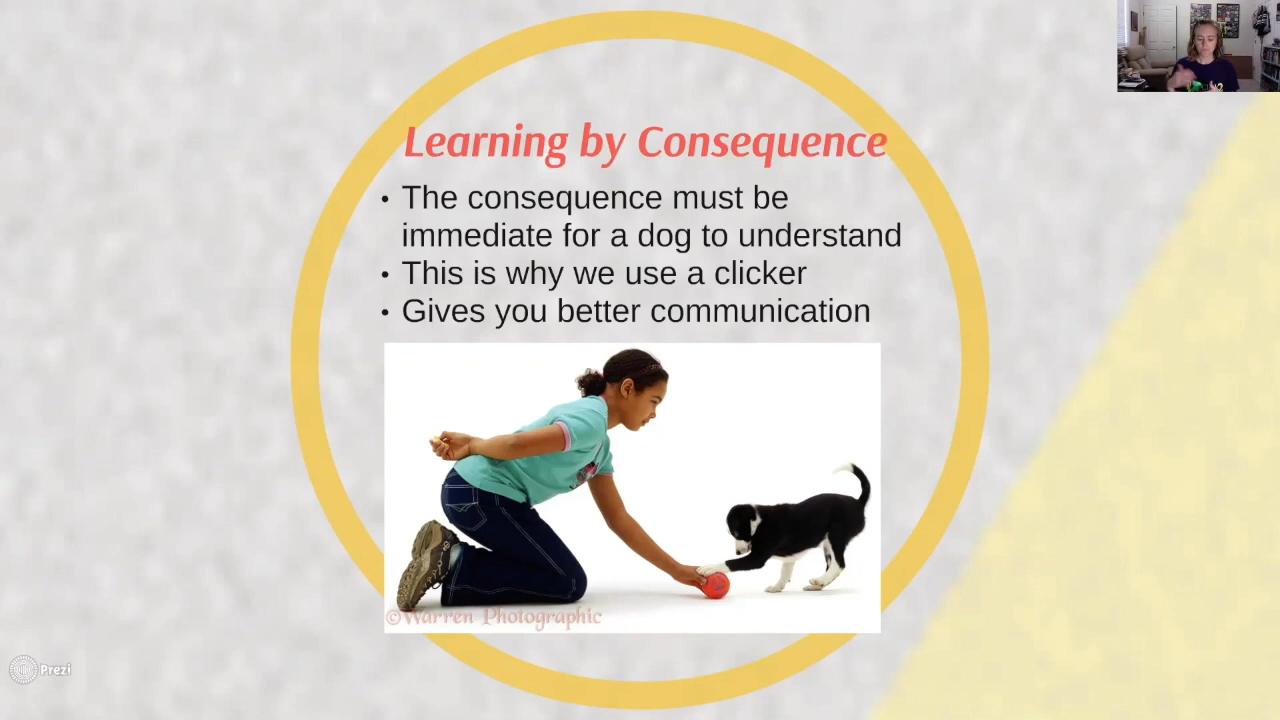 Learning by Consequence
• The consequence must be
immediate for a dog to understand
• This is why we use a clicker
• Gives you better communication
©Warren Photographic
Prezi